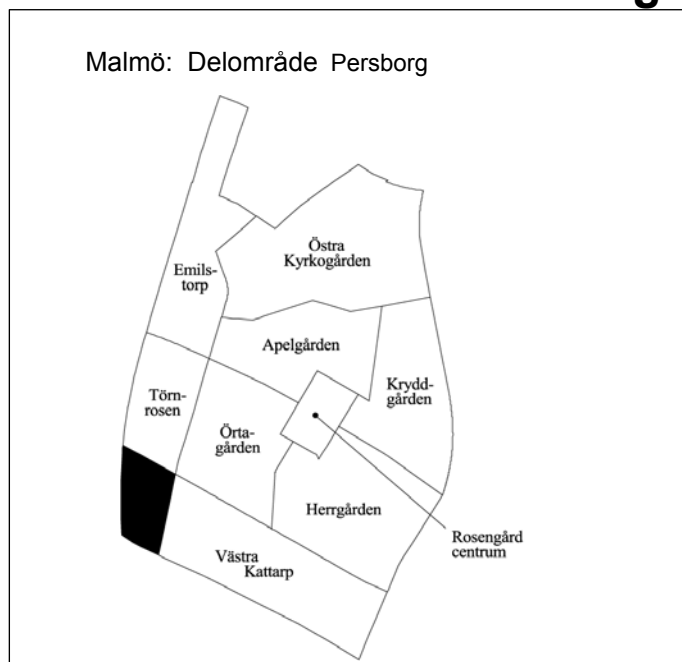 g
Malmö: Delområde Persborg
Östra
Kyrkogården
Emils-
torp
Apelgården
Krydd-
gården
Törn-
rosen
Örta-
gården
Herrgården
Rosengård
centrum
Västra
Kattarp